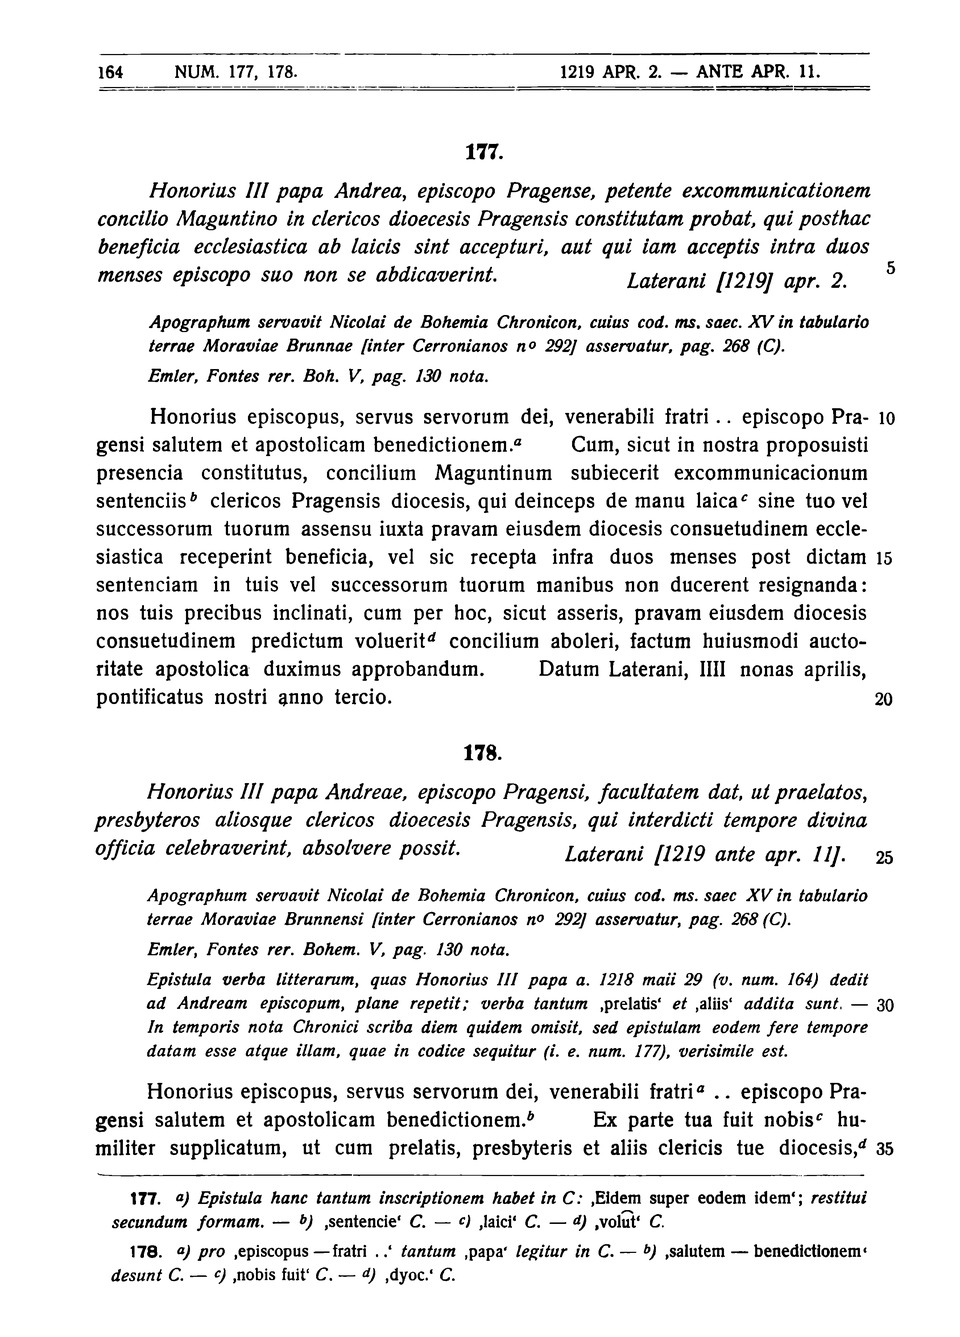 164 NUM. 177, 178. 1219 APR. 2. — ANTE APR. 11.
177.
Honorius III papa Andrea, episcopo Pragense, petente excommunicationem
concilio Maguntino in clericos dioecesis Pragensis constitutam probat, qui posthac
beneficia ecclesiastica ab laicis sint accepturi, aut qui iam acceptis intra duos
menses episcopo suo non se abdicaverint. Laterani [1219] apr. 2. 5
Apographum servavit Nicolai de Bohemia Chronicon, cuius cod. ms. saec. XV in tabulario
terrae Moraviae Brunnae [inter Cerronianos nº 292] asservatur, pag. 268 (C).
Emler, Fontes rer. Boh. V, pag. 130 nota.
Honorius episcopus, servus servorum dei, venerabili fratri . . episcopo Pra- 10
gensi salutem et apostolicam benedictionem.ᵃ Cum, sicut in nostra proposuisti
presencia constitutus, concilium Maguntinum subiecerit excommunicacionum
sentenciisᵇ clericos Pragensis diocesis, qui deinceps de manu laicaᶜ sine tuo vel
successorum tuorum assensu iuxta pravam eiusdem diocesis consuetudinem eccle-
siastica receperint beneficia, vel sic recepta infra duos menses post dictam 15
sentenciam in tuis vel successorum tuorum manibus non ducerent resignanda:
nos tuis precibus inclinati, cum per hoc, sicut asseris, pravam eiusdem diocesis
consuetudinem predictum volueritᵈ concilium aboleri, factum huiusmodi aucto-
ritate apostolica duximus approbandum. Datum Laterani, IIII nonas aprilis,
pontificatus nostri anno tercio. 20
178.
Honorius III papa Andreae, episcopo Pragensi, facultatem dat, ut praelatos,
presbyteros aliosque clericos dioecesis Pragensis, qui interdicti tempore divina
officia celebraverint, absolvere possit. Laterani [1219 ante apr. 11]. 25
Apographum servavit Nicolai de Bohemia Chronicon, cuius cod. ms. saec XV in tabulario
terrae Moraviae Brunnensi [inter Cerronianos nº 292] asservatur, pag. 268 (C).
Emler, Fontes rer. Bohem. V, pag. 130 nota.
Epistula verba litterarum, quas Honorius III papa a. 1218 maii 29 (v. num. 164) dedit
ad Andream episcopum, plane repetit; verba tantum ‚prelatis‘ et ‚aliis‘ addita sunt. — 30
In temporis nota Chronici scriba diem quidem omisit, sed epistulam eodem fere tempore
datam esse atque illam, quae in codice sequitur (i. e. num. 177), verisimile est.
Honorius episcopus, servus servorum dei, venerabili fratriᵃ . . episcopo Pra-
gensi salutem et apostolicam benedictionem.ᵇ Ex parte tua fuit nobisᶜ hu-
militer supplicatum, ut cum prelatis, presbyteris et aliis clericis tue diocesis,ᵈ 35
177. a) Epistula hanc tantum inscriptionem habet in C: ‚Eldem super eodem idem‘; restitui
secundum formam. — b) ‚sentencie‘ C. — c) ‚laici‘ C. — d) ‚volu͡t‘ C.
178. a) pro ‚episcopus — fratri . .‘ tantum ‚papa‘ legitur in C. — b) ‚salutem — benedictionem‘
desunt C. — c) ‚nobis fuit‘ C. — d) ‚dyoc.‘ C.